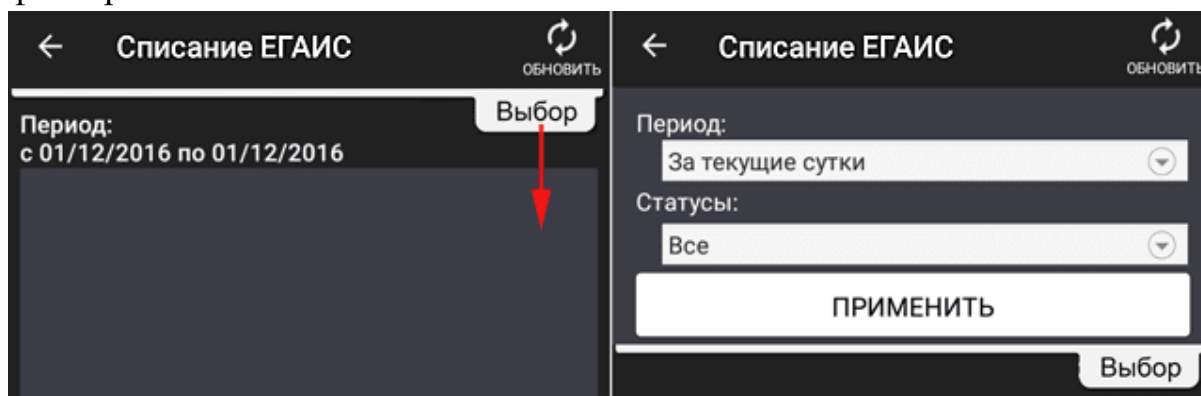 Списание ЕГАИС
ОБНОВИТЬ
Выбор
Период:
с 01/12/2016 по 01/12/2016
Списание ЕГАИС
ОБНОВИТЬ
Период:
За текущие сутки
Статусы:
Все
ПРИМЕНИТЬ
Выбор